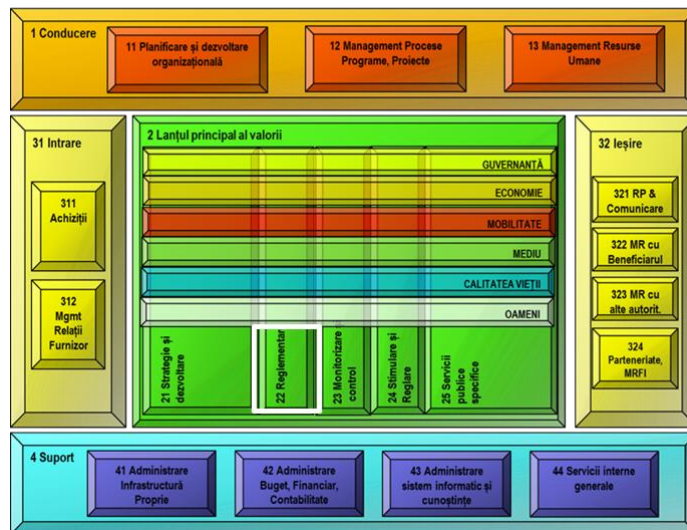 1 Conducere
11 Planificare și dezvoltare
organizațională
12 Management Procese
Programe, Proiecte
13 Management Resurse
Umane
31 Intrare
311
Achiziții
312
Mgmt
Relații
Furnizor
2 Lanțul principal al valorii
GUVERNANȚĂ
ECONOMIE
MOBILITATE
MEDIU
CALITATEA VIEȚII
OAMENI
21 Strategie și
dezvoltare
22 Reglementare
23 Monitorizare și
control
24 Stimulare și
Reglare
25 Servicii
publice
specifice
32 Ieșire
321 RP &
Comunicare
322 MR cu
Beneficiarul
323 MR cu
alte autorit.
324
Parteneriate,
MRFI
4 Suport
41 Administrare
Infrastructură
Proprie
42 Administrare
Buget, Financiar,
Contabilitate
43 Administrare
sistem informatic și
cunoștințe
44 Servicii interne
generale